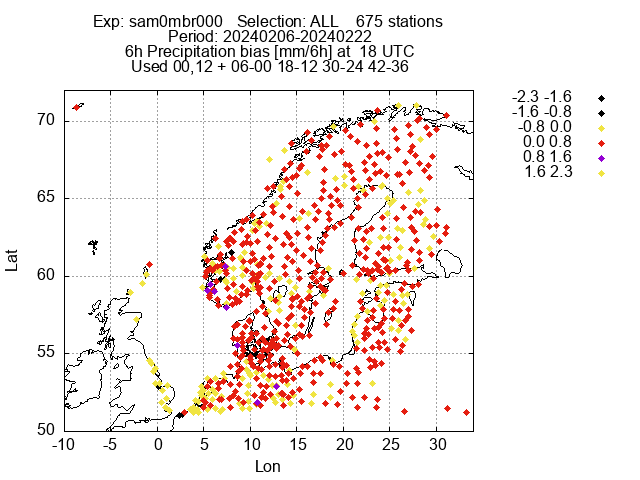 Exp: sam0mbr000 Selection: ALL 675 stations
Period: 20240206-20240222
6h Precipitation bias [mm/6h] at 18 UTC
Used 00,12 + 06-00 18-12 30-24 42-36
-2.3 -1.6
-1.6 -0.8
-0.8 0.0
0.0 0.8
0.8 1.6
1.6 2.3
70
65
60
55
50
Lat
-10 -5 0 5 10 15 20 25 30
Lon